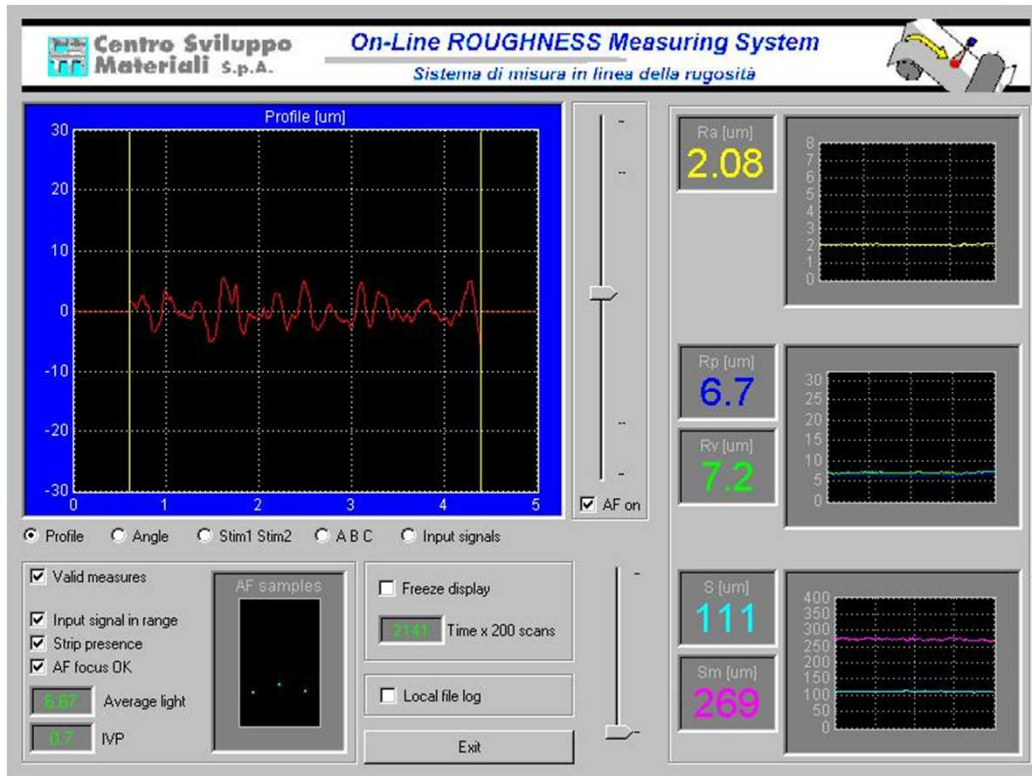 Centro Sviluppo
Materiali S.p.A.
On-Line ROUGHNESS Measuring System
Sistema di misura in linea della rugosità
Profile [um]
30
20
10
0
-10
-20
-30
0 1 2 3 4 5
AF on
Profile Angle Stim1 Stim2 A B C Input signals
Valid measures
Input signal in range
Strip presence
AF focus OK
6.67 Average light
0.7 IVP
AF samples
Freeze display
2141 Time x 200 scans
Local file log
Exit
Ra [um]
2.08
8
7
6
5
4
3
2
1
0
Rp [um]
6.7
Rv [um]
7.2
30
25
20
15
10
5
0
S [um]
111
Sm [um]
269
400
350
300
250
200
150
100
50
0